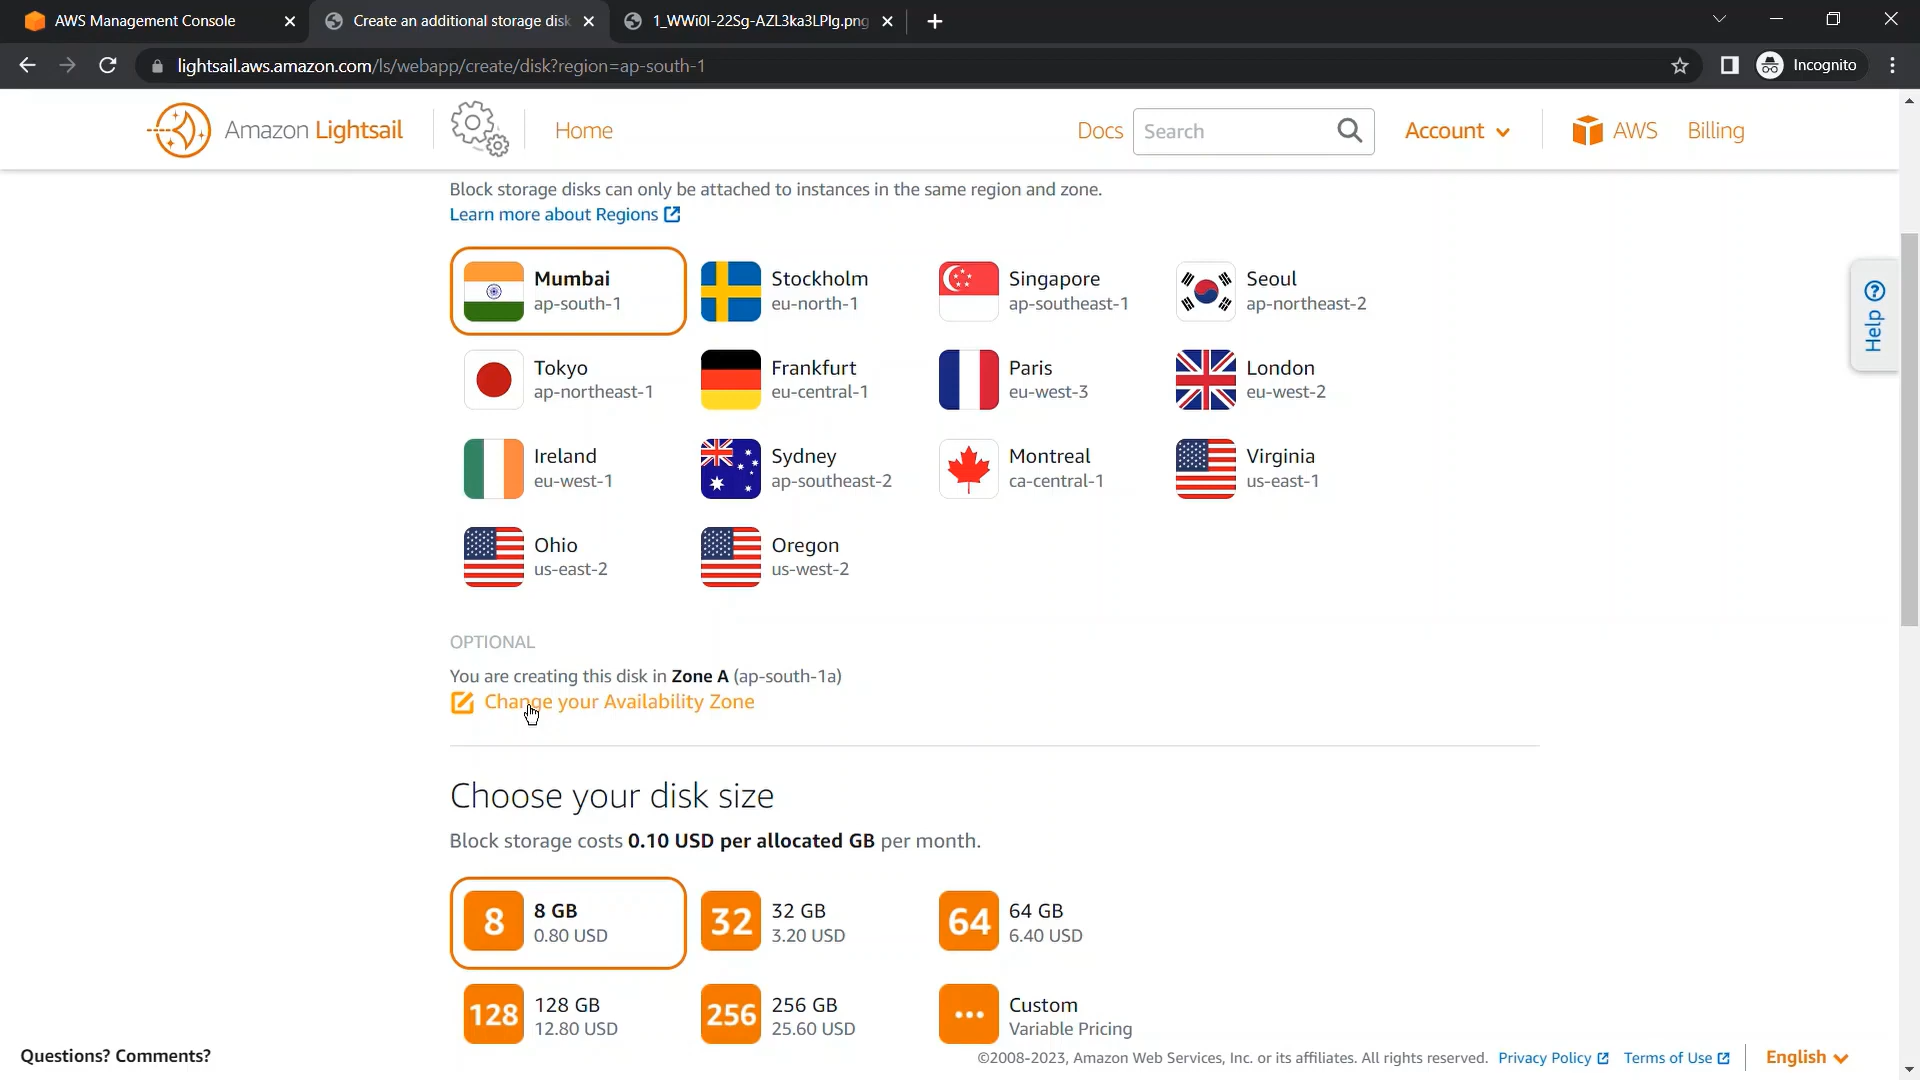 AWS Management Console
Create an additional storage disk
1_WWi0I-22Sg-AZL3ka3LPlg.png
lightsail.aws.amazon.com/ls/webapp/create/disk?region=ap-south-1
Incognito
Amazon Lightsail
Home
Docs
Search
Account
AWS
Billing
Block storage disks can only be attached to instances in the same region and zone.
Learn more about Regions
Help
Mumbai
ap-south-1
Stockholm
eu-north-1
Singapore
ap-southeast-1
Seoul
ap-northeast-2
Tokyo
ap-northeast-1
Frankfurt
eu-central-1
Paris
eu-west-3
London
eu-west-2
Ireland
eu-west-1
Sydney
ap-southeast-2
Montreal
ca-central-1
Virginia
us-east-1
Ohio
us-east-2
Oregon
us-west-2
OPTIONAL
You are creating this disk in Zone A (ap-south-1a)
Change your Availability Zone
Choose your disk size
Block storage costs 0.10 USD per allocated GB per month.
8
8 GB
0.80 USD
32
32 GB
3.20 USD
64
64 GB
6.40 USD
128
128 GB
12.80 USD
256
256 GB
25.60 USD
...
Custom
Variable Pricing
Questions? Comments?
©2008-2023, Amazon Web Services, Inc. or its affiliates. All rights reserved.
Privacy Policy
Terms of Use
English